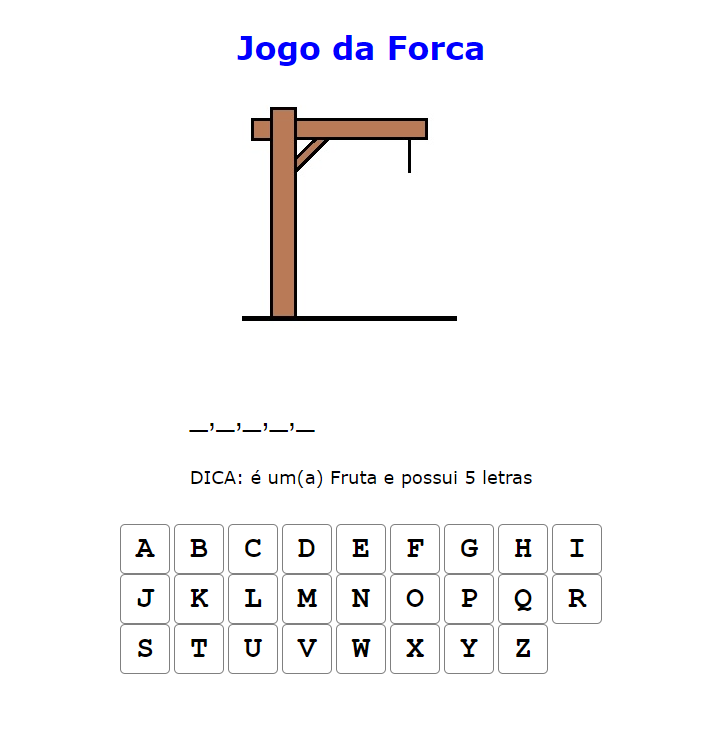 Jogo da Forca
_,_,_,_,_
DICA: é um(a) Fruta e possui 5 letras
A B C D E F G H I
J K L M N O P Q R
S T U V W X Y Z